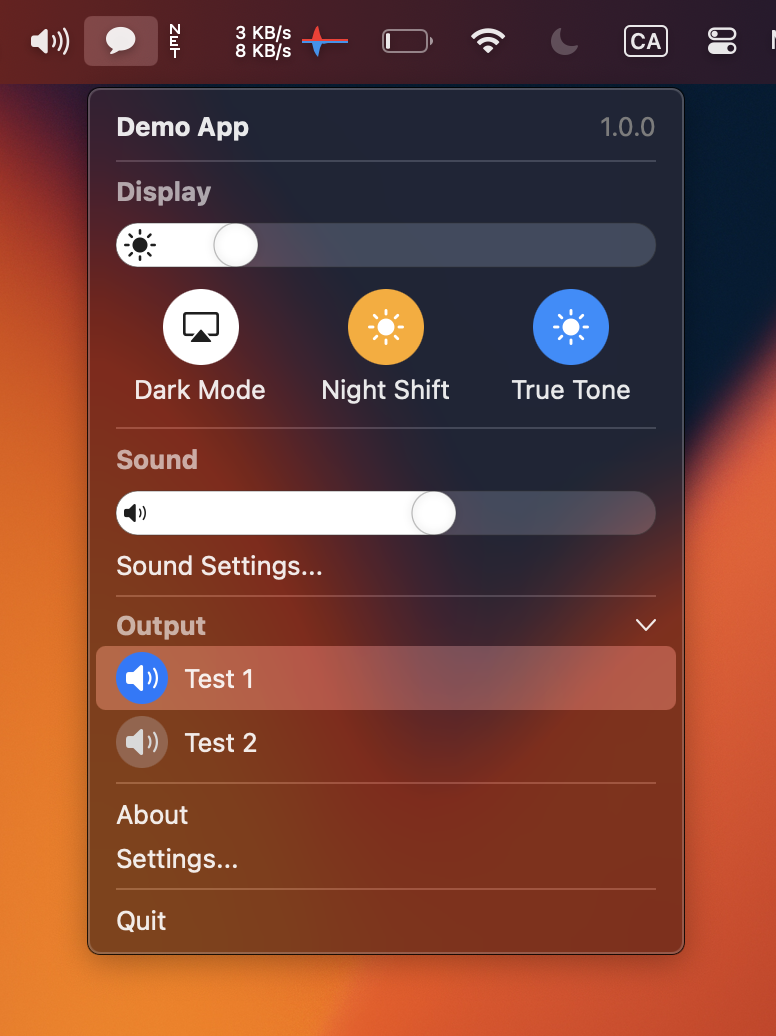 NET
3 KB/s
8 KB/s
CA
Demo App 1.0.0
Display
Dark Mode Night Shift True Tone
Sound
Sound Settings...
Output
Test 1
Test 2
About
Settings...
Quit